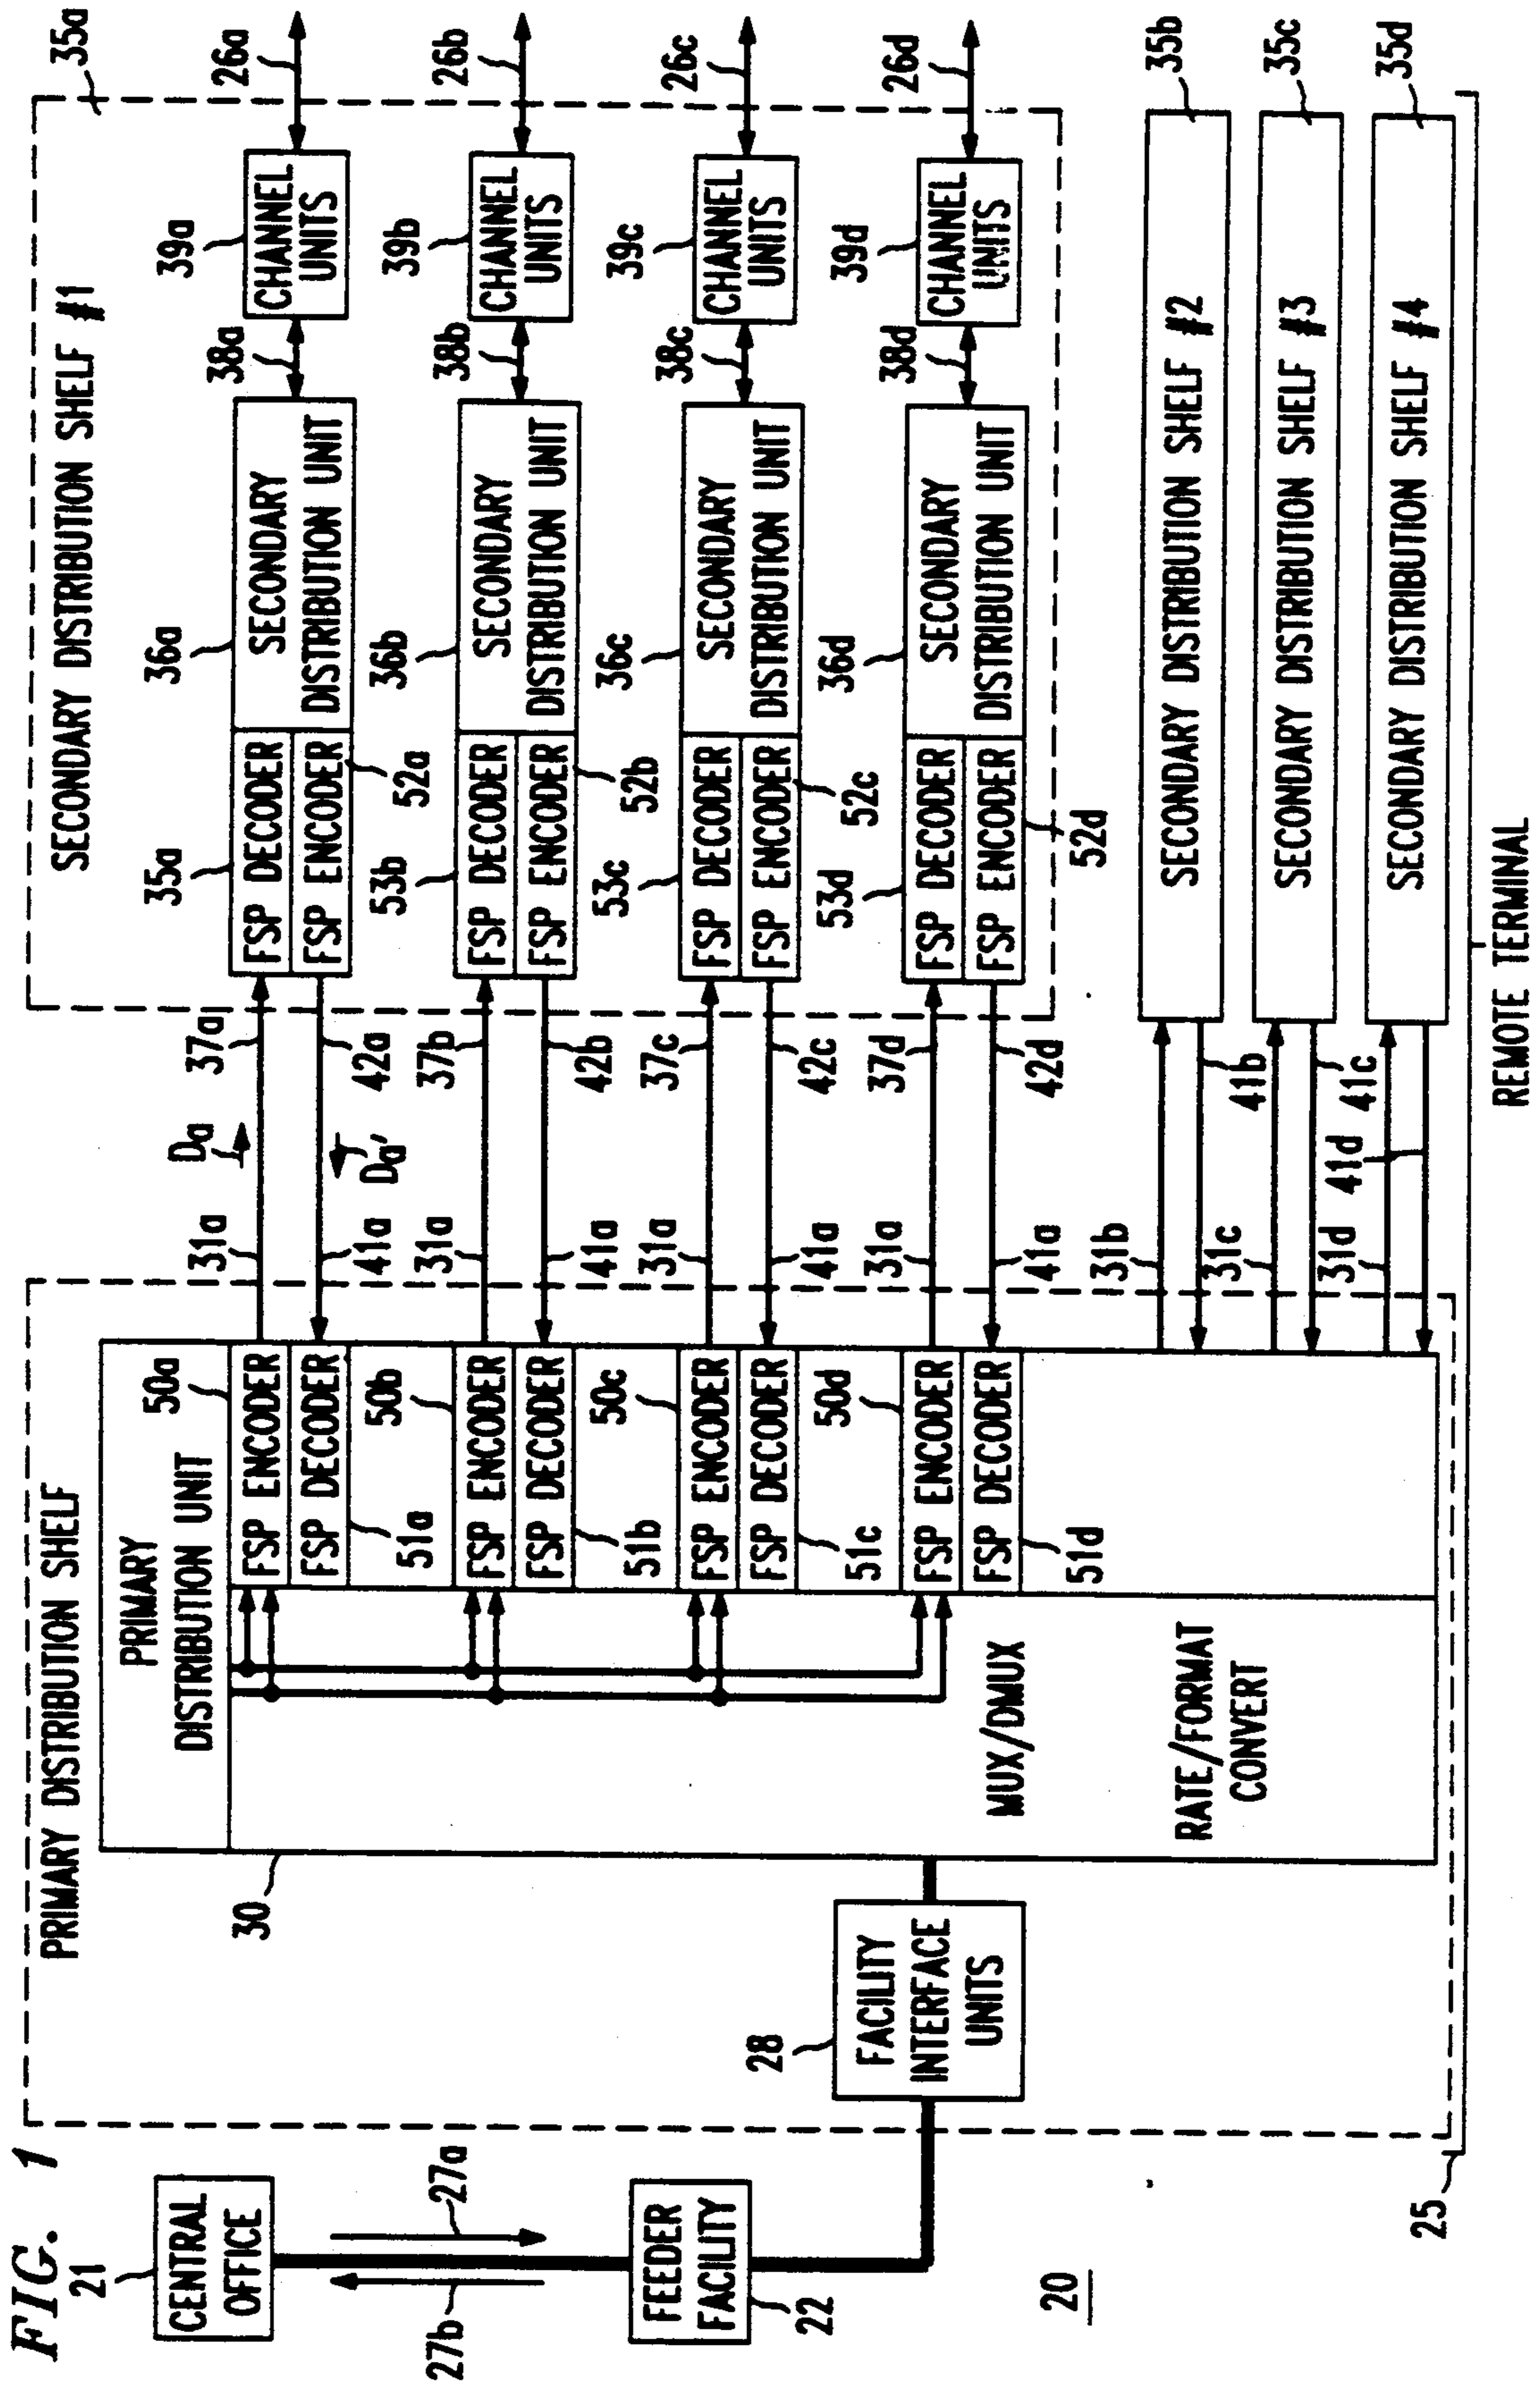 FIG. 1
21
CENTRAL
OFFICE
27a
27b
FEEDER
FACILITY
22
20
25
REMOTE TERMINAL
PRIMARY DISTRIBUTION SHELF
28
FACILITY
INTERFACE
UNITS
30
PRIMARY
DISTRIBUTION UNIT
MUX/DMUX
RATE/FORMAT
CONVERT
50a
FSP ENCODER
FSP DECODER
51a
50b
FSP ENCODER
FSP DECODER
51b
50c
FSP ENCODER
FSP DECODER
51c
50d
FSP ENCODER
FSP DECODER
51d
31a
Da
37a
41a
Da'
42a
31a
37b
41a
42b
31a
37c
41a
42c
31a
37d
41a
42d
31b
41b
31c
41c
31d
41d
SECONDARY DISTRIBUTION SHELF #1
35a
35a
FSP DECODER
FSP ENCODER
52a
36a
SECONDARY
DISTRIBUTION UNIT
38a
39a
CHANNEL
UNITS
26a
53b
FSP DECODER
FSP ENCODER
52b
36b
SECONDARY
DISTRIBUTION UNIT
38b
39b
CHANNEL
UNITS
26b
53c
FSP DECODER
FSP ENCODER
52c
36c
SECONDARY
DISTRIBUTION UNIT
38c
39c
CHANNEL
UNITS
26c
53d
FSP DECODER
FSP ENCODER
52d
36d
SECONDARY
DISTRIBUTION UNIT
38d
39d
CHANNEL
UNITS
26d
SECONDARY DISTRIBUTION SHELF #2
35b
SECONDARY DISTRIBUTION SHELF #3
35c
SECONDARY DISTRIBUTION SHELF #4
35d